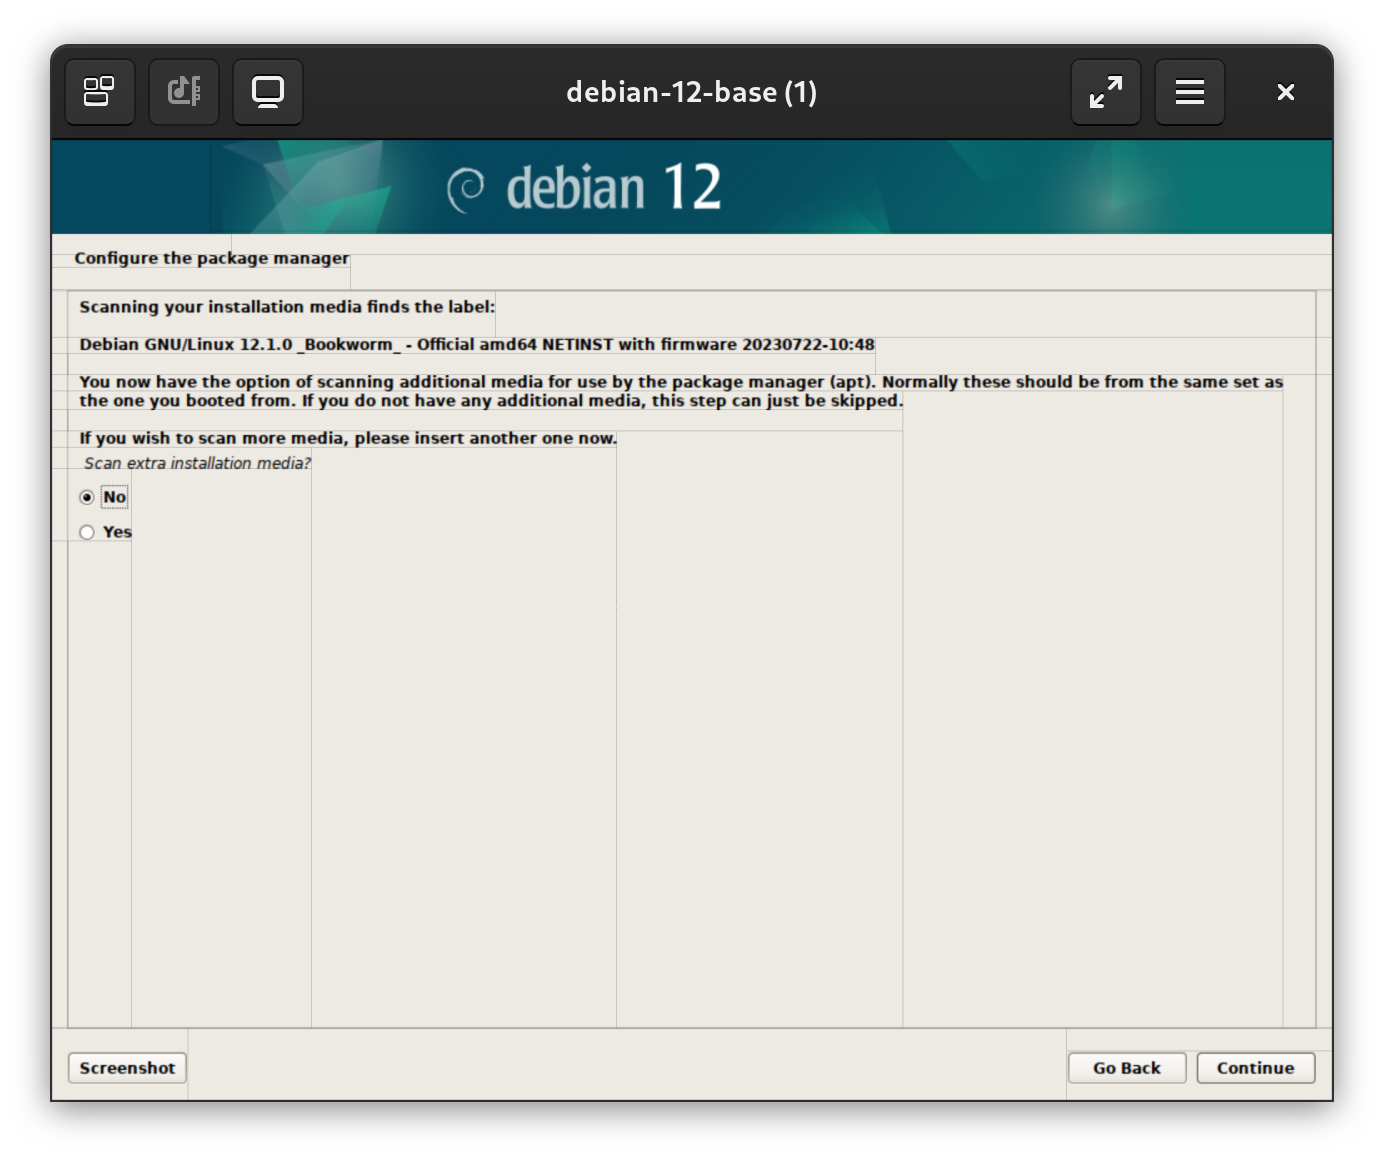 debian-12-base (1)
debian 12
Configure the package manager
Scanning your installation media finds the label:
Debian GNU/Linux 12.1.0 _Bookworm_ - Official amd64 NETINST with firmware 20230722-10:48
You now have the option of scanning additional media for use by the package manager (apt). Normally these should be from the same set as
the one you booted from. If you do not have any additional media, this step can just be skipped.
If you wish to scan more media, please insert another one now.
Scan extra installation media?
No
Yes
Screenshot
Go Back
Continue